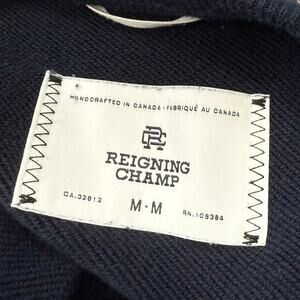 HANDCRAFTED IN CANADA · FABRIQUÉ AU CANADA
RC
REIGNING
CHAMP
CA.32812 M·M RN.109384